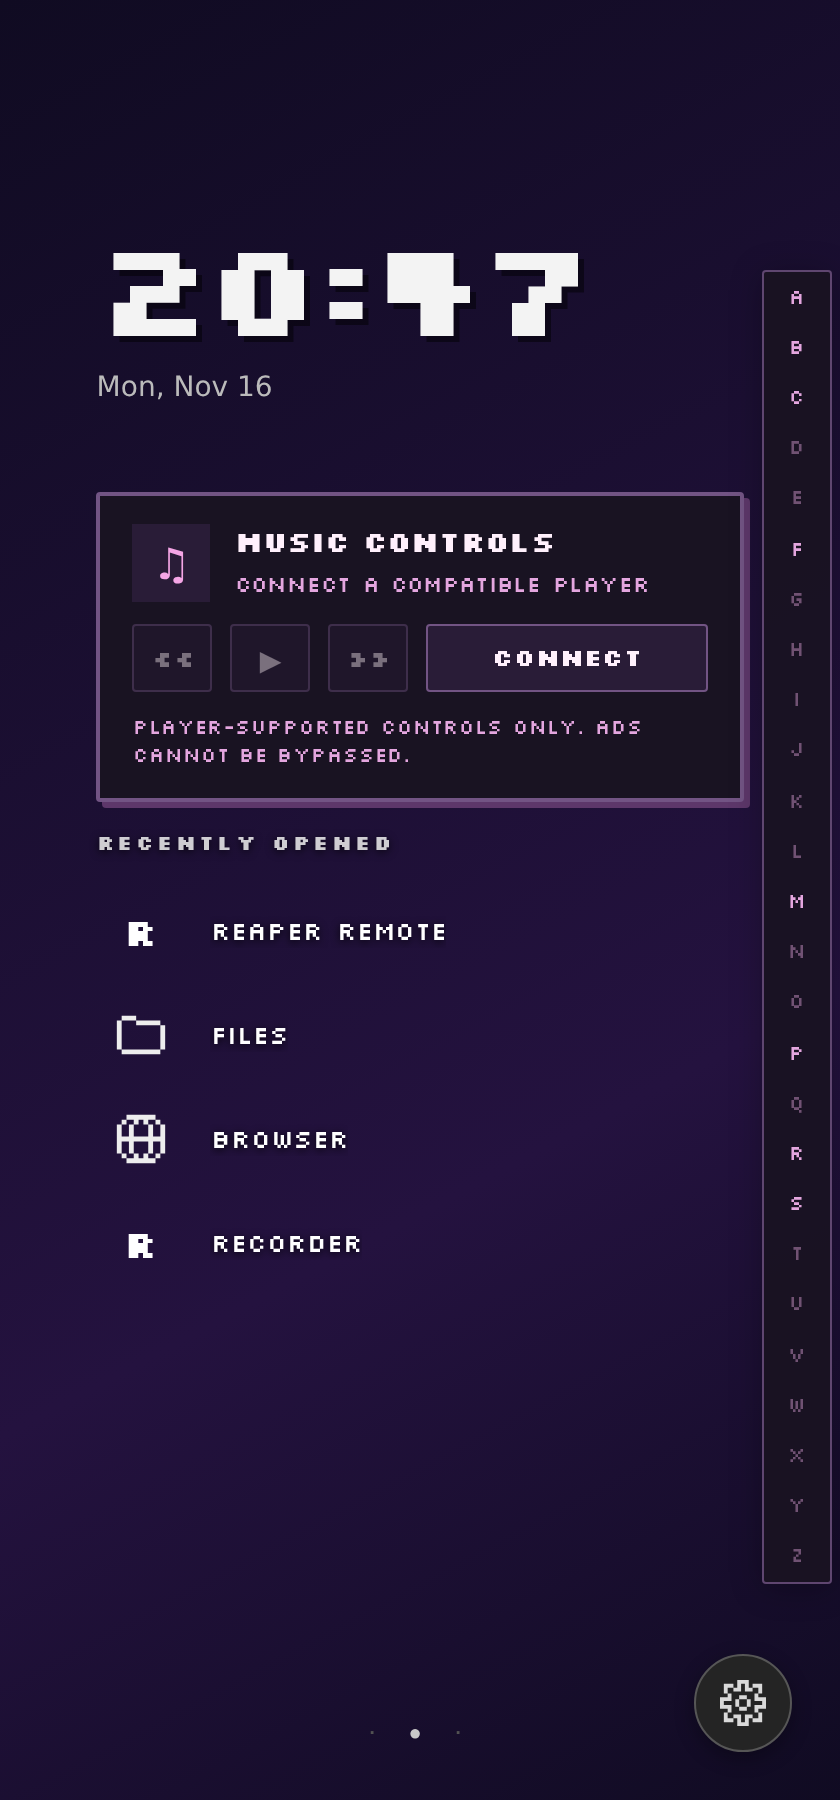 20:47
Mon, Nov 16
MUSIC CONTROLS
CONNECT A COMPATIBLE PLAYER
CONNECT
PLAYER-SUPPORTED CONTROLS ONLY. ADS
CANNOT BE BYPASSED.
RECENTLY OPENED
R REAPER REMOTE
FILES
BROWSER
R RECORDER
A
B
C
D
E
F
G
H
I
J
K
L
M
N
O
P
Q
R
S
T
U
V
W
X
Y
Z